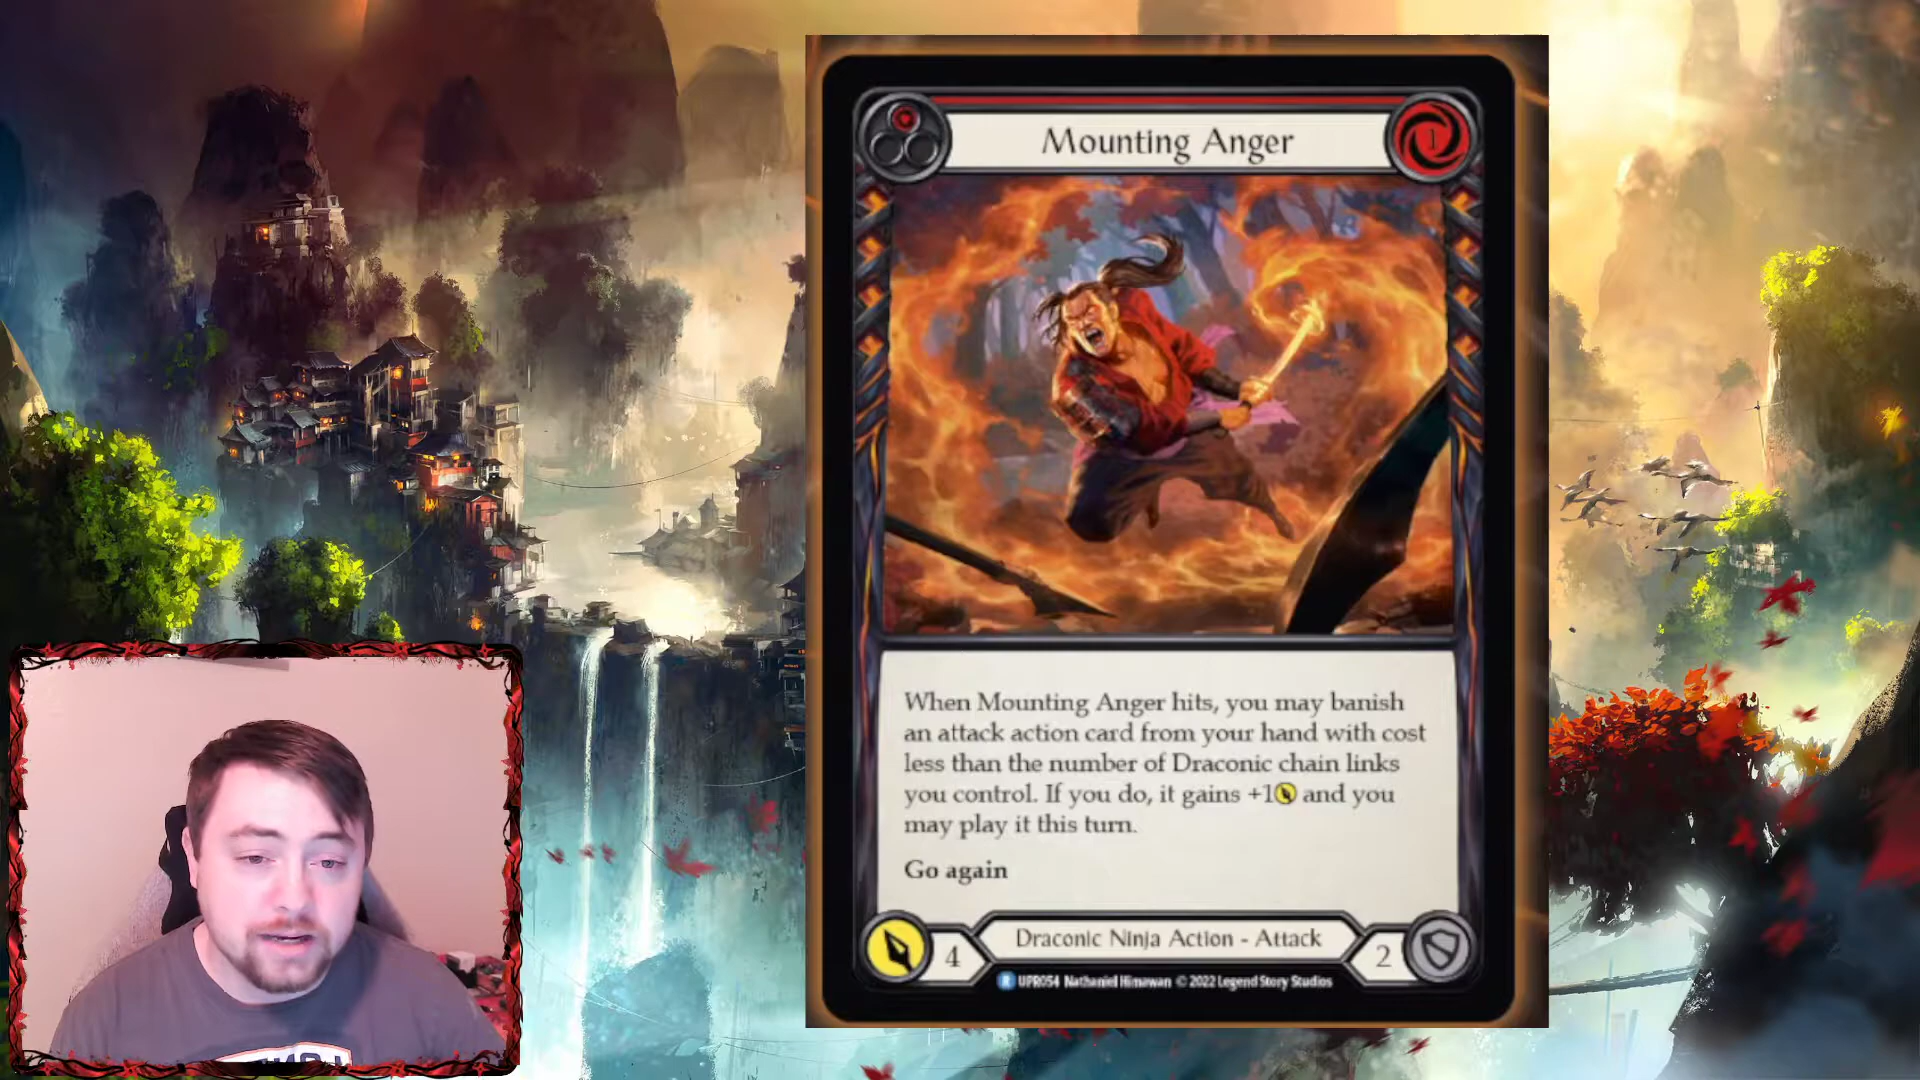 Mounting Anger
1
When Mounting Anger hits, you may banish
an attack action card from your hand with cost
less than the number of Draconic chain links
you control. If you do, it gains +1 and you
may play it this turn.
Go again
4
Draconic Ninja Action - Attack
2
R UPR054 Nathaniel Himawan © 2022 Legend Story Studios